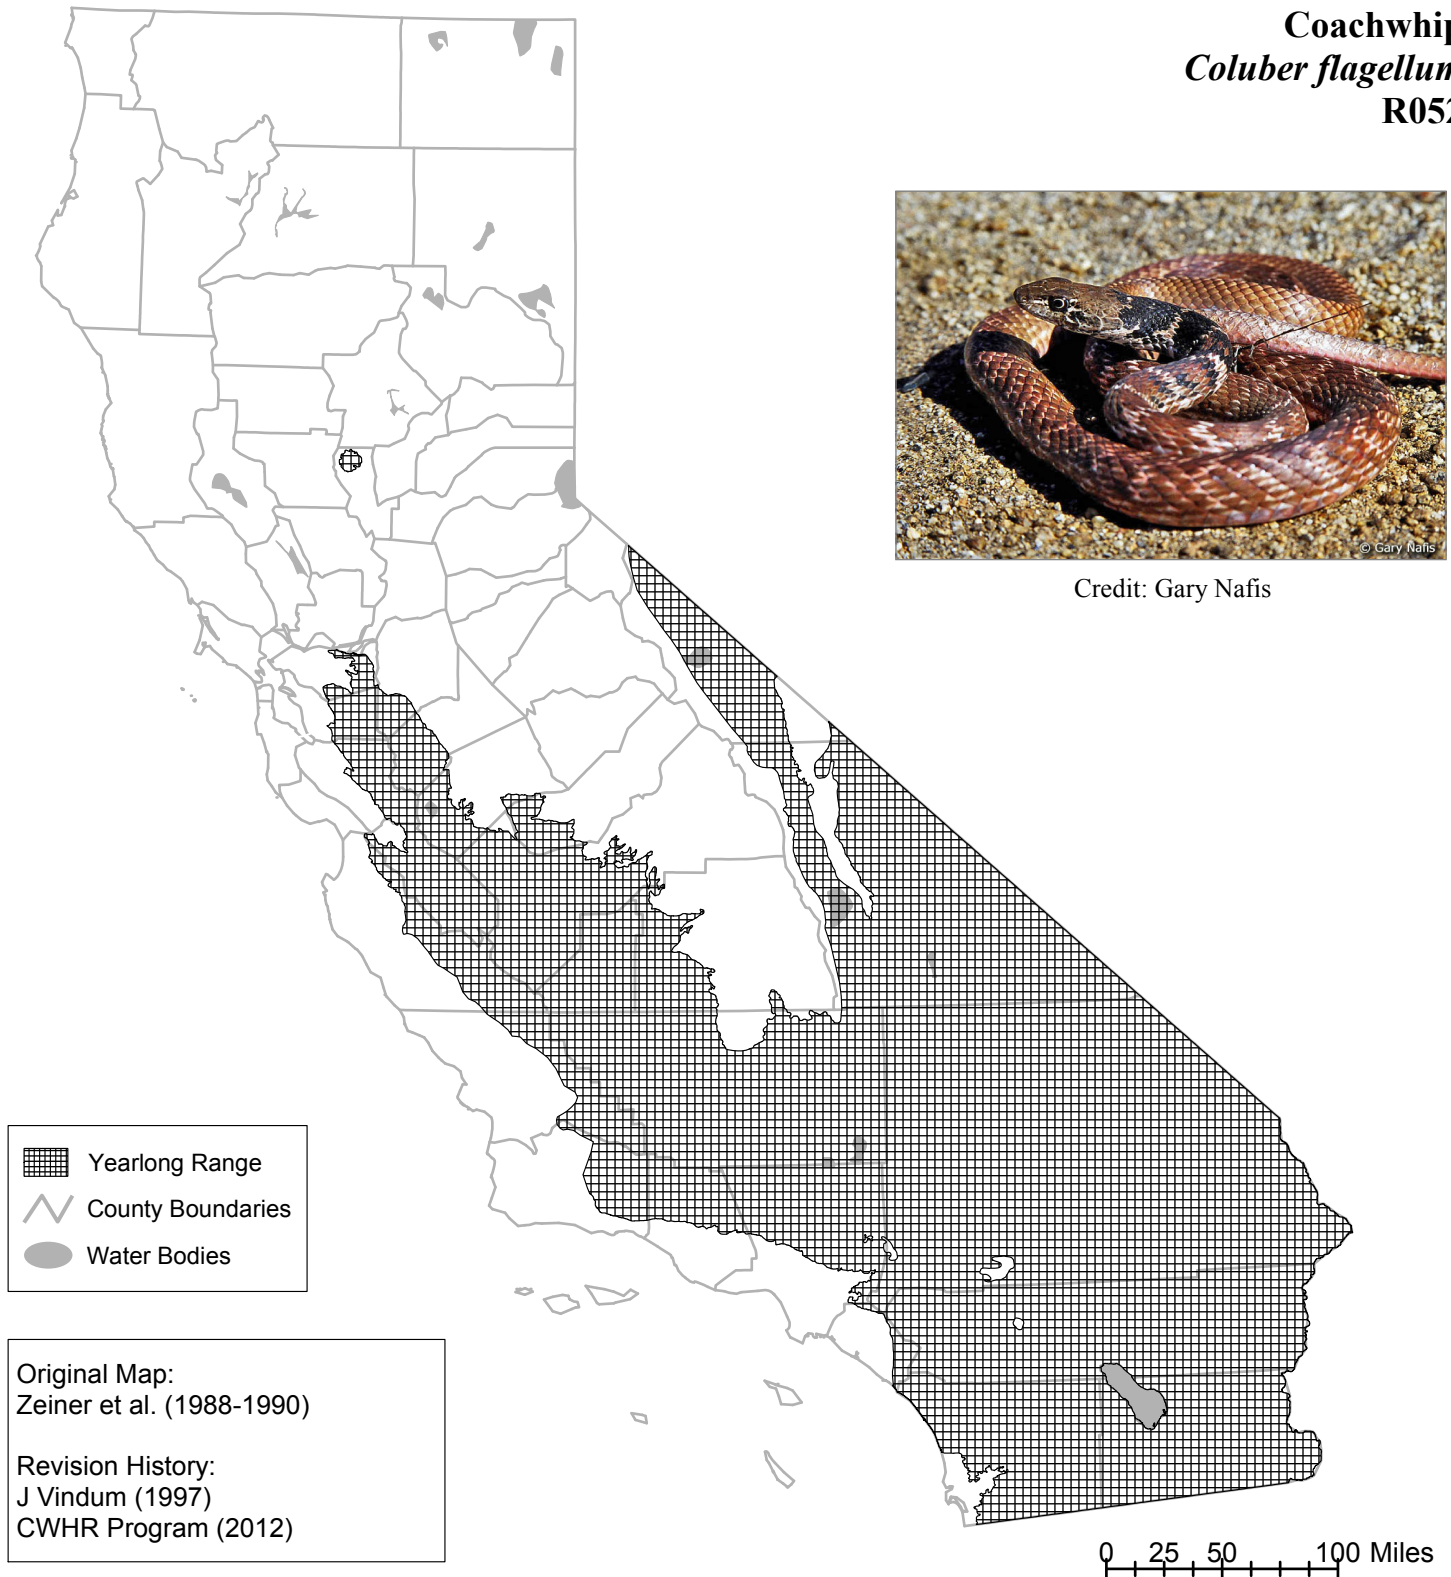 Coachwhip
Coluber flagellum
R052
© Gary Nafis
Credit: Gary Nafis
Yearlong Range
County Boundaries
Water Bodies
Original Map:
Zeiner et al. (1988-1990)
Revision History:
J Vindum (1997)
CWHR Program (2012)
0 25 50 100 Miles